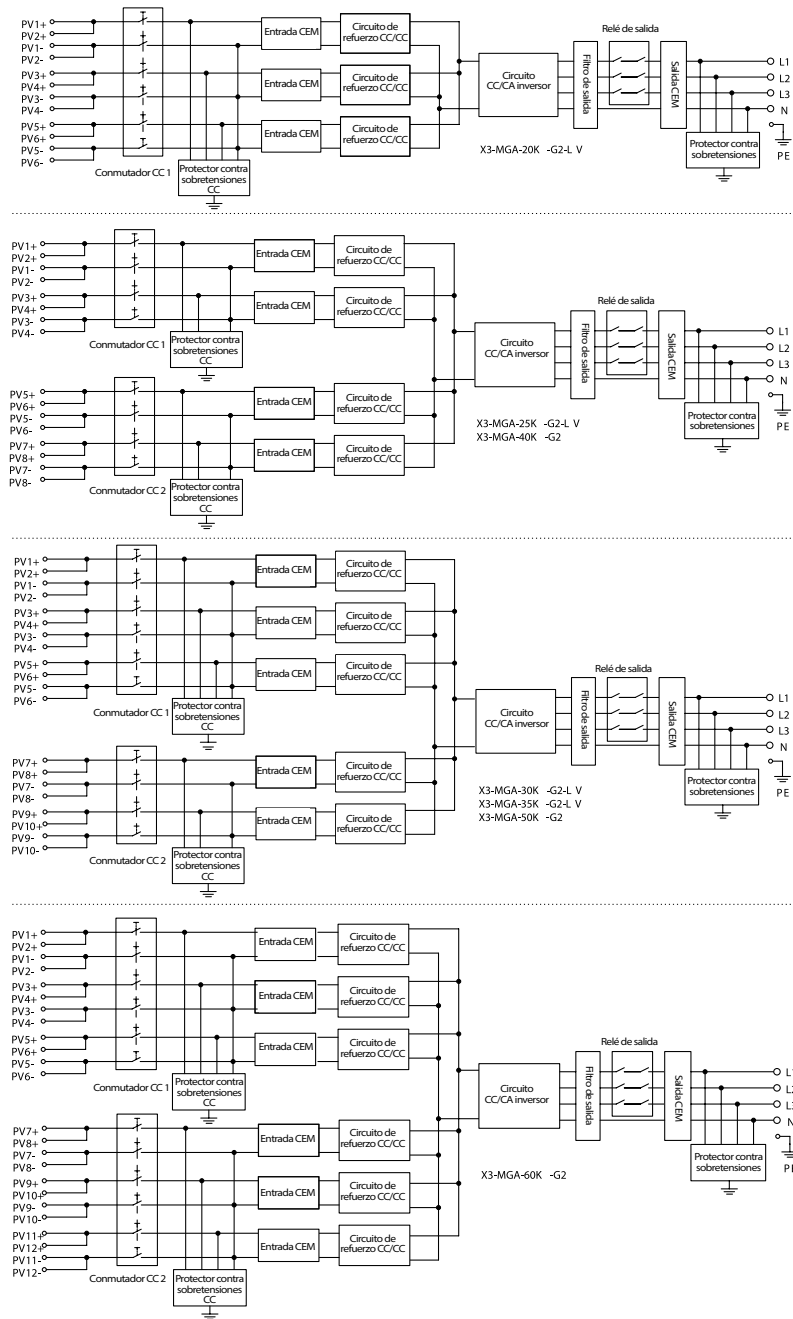 PV1+
PV2+
PV1-
PV2-
PV3+
PV4+
PV3-
PV4-
PV5+
PV6+
PV5-
PV6-
Conmutador CC 1
Protector contra
sobretensiones
CC
Entrada CEM
Circuito de
refuerzo CC/CC
Entrada CEM
Circuito de
refuerzo CC/CC
Entrada CEM
Circuito de
refuerzo CC/CC
Circuito
CC/CA inversor
Filtro de salida
Relé de salida
Salida CEM
L1
L2
L3
N
PE
Protector contra
sobretensiones
X3-MGA-20K -G2-L V
PV1+
PV2+
PV1-
PV2-
PV3+
PV4+
PV3-
PV4-
Conmutador CC 1
Protector contra
sobretensiones
CC
PV5+
PV6+
PV5-
PV6-
PV7+
PV8+
PV7-
PV8-
Conmutador CC 2
Protector contra
sobretensiones
CC
Entrada CEM
Circuito de
refuerzo CC/CC
Entrada CEM
Circuito de
refuerzo CC/CC
Entrada CEM
Circuito de
refuerzo CC/CC
Entrada CEM
Circuito de
refuerzo CC/CC
Circuito
CC/CA inversor
Filtro de salida
Relé de salida
Salida CEM
L1
L2
L3
N
PE
Protector contra
sobretensiones
X3-MGA-25K -G2-L V
X3-MGA-40K -G2
PV1+
PV2+
PV1-
PV2-
PV3+
PV4+
PV3-
PV4-
PV5+
PV6+
PV5-
PV6-
Conmutador CC 1
Protector contra
sobretensiones
CC
PV7+
PV8+
PV7-
PV8-
PV9+
PV10+
PV9-
PV10-
Conmutador CC 2
Protector contra
sobretensiones
CC
Entrada CEM
Circuito de
refuerzo CC/CC
Entrada CEM
Circuito de
refuerzo CC/CC
Entrada CEM
Circuito de
refuerzo CC/CC
Entrada CEM
Circuito de
refuerzo CC/CC
Entrada CEM
Circuito de
refuerzo CC/CC
Circuito
CC/CA inversor
Filtro de salida
Relé de salida
Salida CEM
L1
L2
L3
N
PE
Protector contra
sobretensiones
X3-MGA-30K -G2-L V
X3-MGA-35K -G2-L V
X3-MGA-50K -G2
PV1+
PV2+
PV1-
PV2-
PV3+
PV4+
PV3-
PV4-
PV5+
PV6+
PV5-
PV6-
Conmutador CC 1
Protector contra
sobretensiones
CC
PV7+
PV8+
PV7-
PV8-
PV9+
PV10+
PV9-
PV10-
PV11+
PV12+
PV11-
PV12-
Conmutador CC 2
Protector contra
sobretensiones
CC
Entrada CEM
Circuito de
refuerzo CC/CC
Entrada CEM
Circuito de
refuerzo CC/CC
Entrada CEM
Circuito de
refuerzo CC/CC
Entrada CEM
Circuito de
refuerzo CC/CC
Entrada CEM
Circuito de
refuerzo CC/CC
Entrada CEM
Circuito de
refuerzo CC/CC
Circuito
CC/CA inversor
Filtro de salida
Relé de salida
Salida CEM
L1
L2
L3
N
Protector contra
sobretensiones
X3-MGA-60K -G2